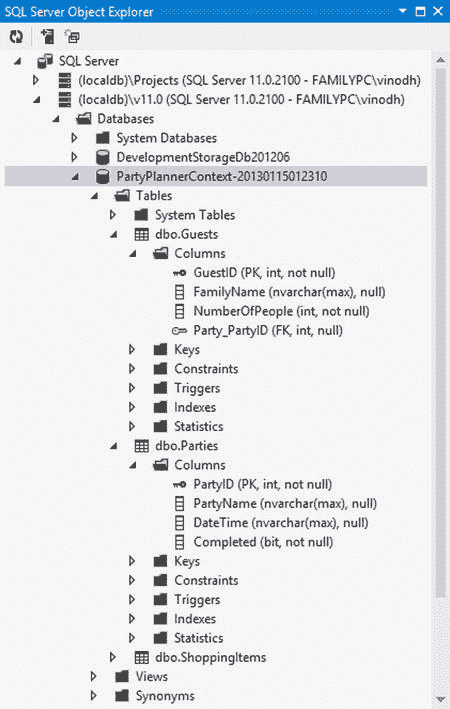 SQL Server Object Explorer
SQL Server
(localdb)\Projects (SQL Server 11.0.2100 - FAMILYPC\vinodh)
(localdb)\v11.0 (SQL Server 11.0.2100 - FAMILYPC\vinodh)
Databases
System Databases
DevelopmentStorageDb201206
PartyPlannerContext-20130115012310
Tables
System Tables
dbo.Guests
Columns
GuestID (PK, int, not null)
FamilyName (nvarchar(max), null)
NumberOfPeople (int, not null)
Party_PartyID (FK, int, null)
Keys
Constraints
Triggers
Indexes
Statistics
dbo.Parties
Columns
PartyID (PK, int, not null)
PartyName (nvarchar(max), null)
DateTime (nvarchar(max), null)
Completed (bit, not null)
Keys
Constraints
Triggers
Indexes
Statistics
dbo.ShoppingItems
Views
Synonyms